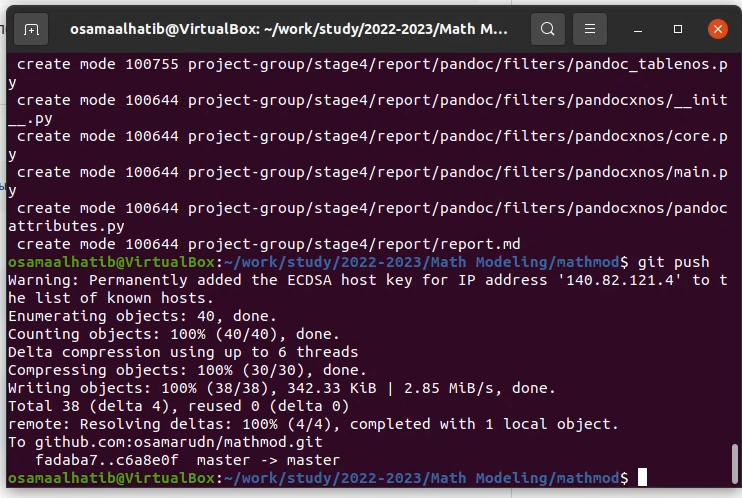 osamaalhatib@VirtualBox: ~/work/study/2022-2023/Math M...
 create mode 100755 project-group/stage4/report/pandoc/filters/pandoc_tablenos.p
y
 create mode 100644 project-group/stage4/report/pandoc/filters/pandocxnos/__init
__.py
 create mode 100644 project-group/stage4/report/pandoc/filters/pandocxnos/core.p
y
 create mode 100644 project-group/stage4/report/pandoc/filters/pandocxnos/main.p
y
 create mode 100644 project-group/stage4/report/pandoc/filters/pandocxnos/pandoc
attributes.py
 create mode 100644 project-group/stage4/report/report.md
osamaalhatib@VirtualBox:~/work/study/2022-2023/Math Modeling/mathmod$ git push
Warning: Permanently added the ECDSA host key for IP address '140.82.121.4' to t
he list of known hosts.
Enumerating objects: 40, done.
Counting objects: 100% (40/40), done.
Delta compression using up to 6 threads
Compressing objects: 100% (30/30), done.
Writing objects: 100% (38/38), 342.33 KiB | 2.85 MiB/s, done.
Total 38 (delta 4), reused 0 (delta 0)
remote: Resolving deltas: 100% (4/4), completed with 1 local object.
To github.com:osamarudn/mathmod.git
   fadaba7..c6a8e0f  master -> master
osamaalhatib@VirtualBox:~/work/study/2022-2023/Math Modeling/mathmod$